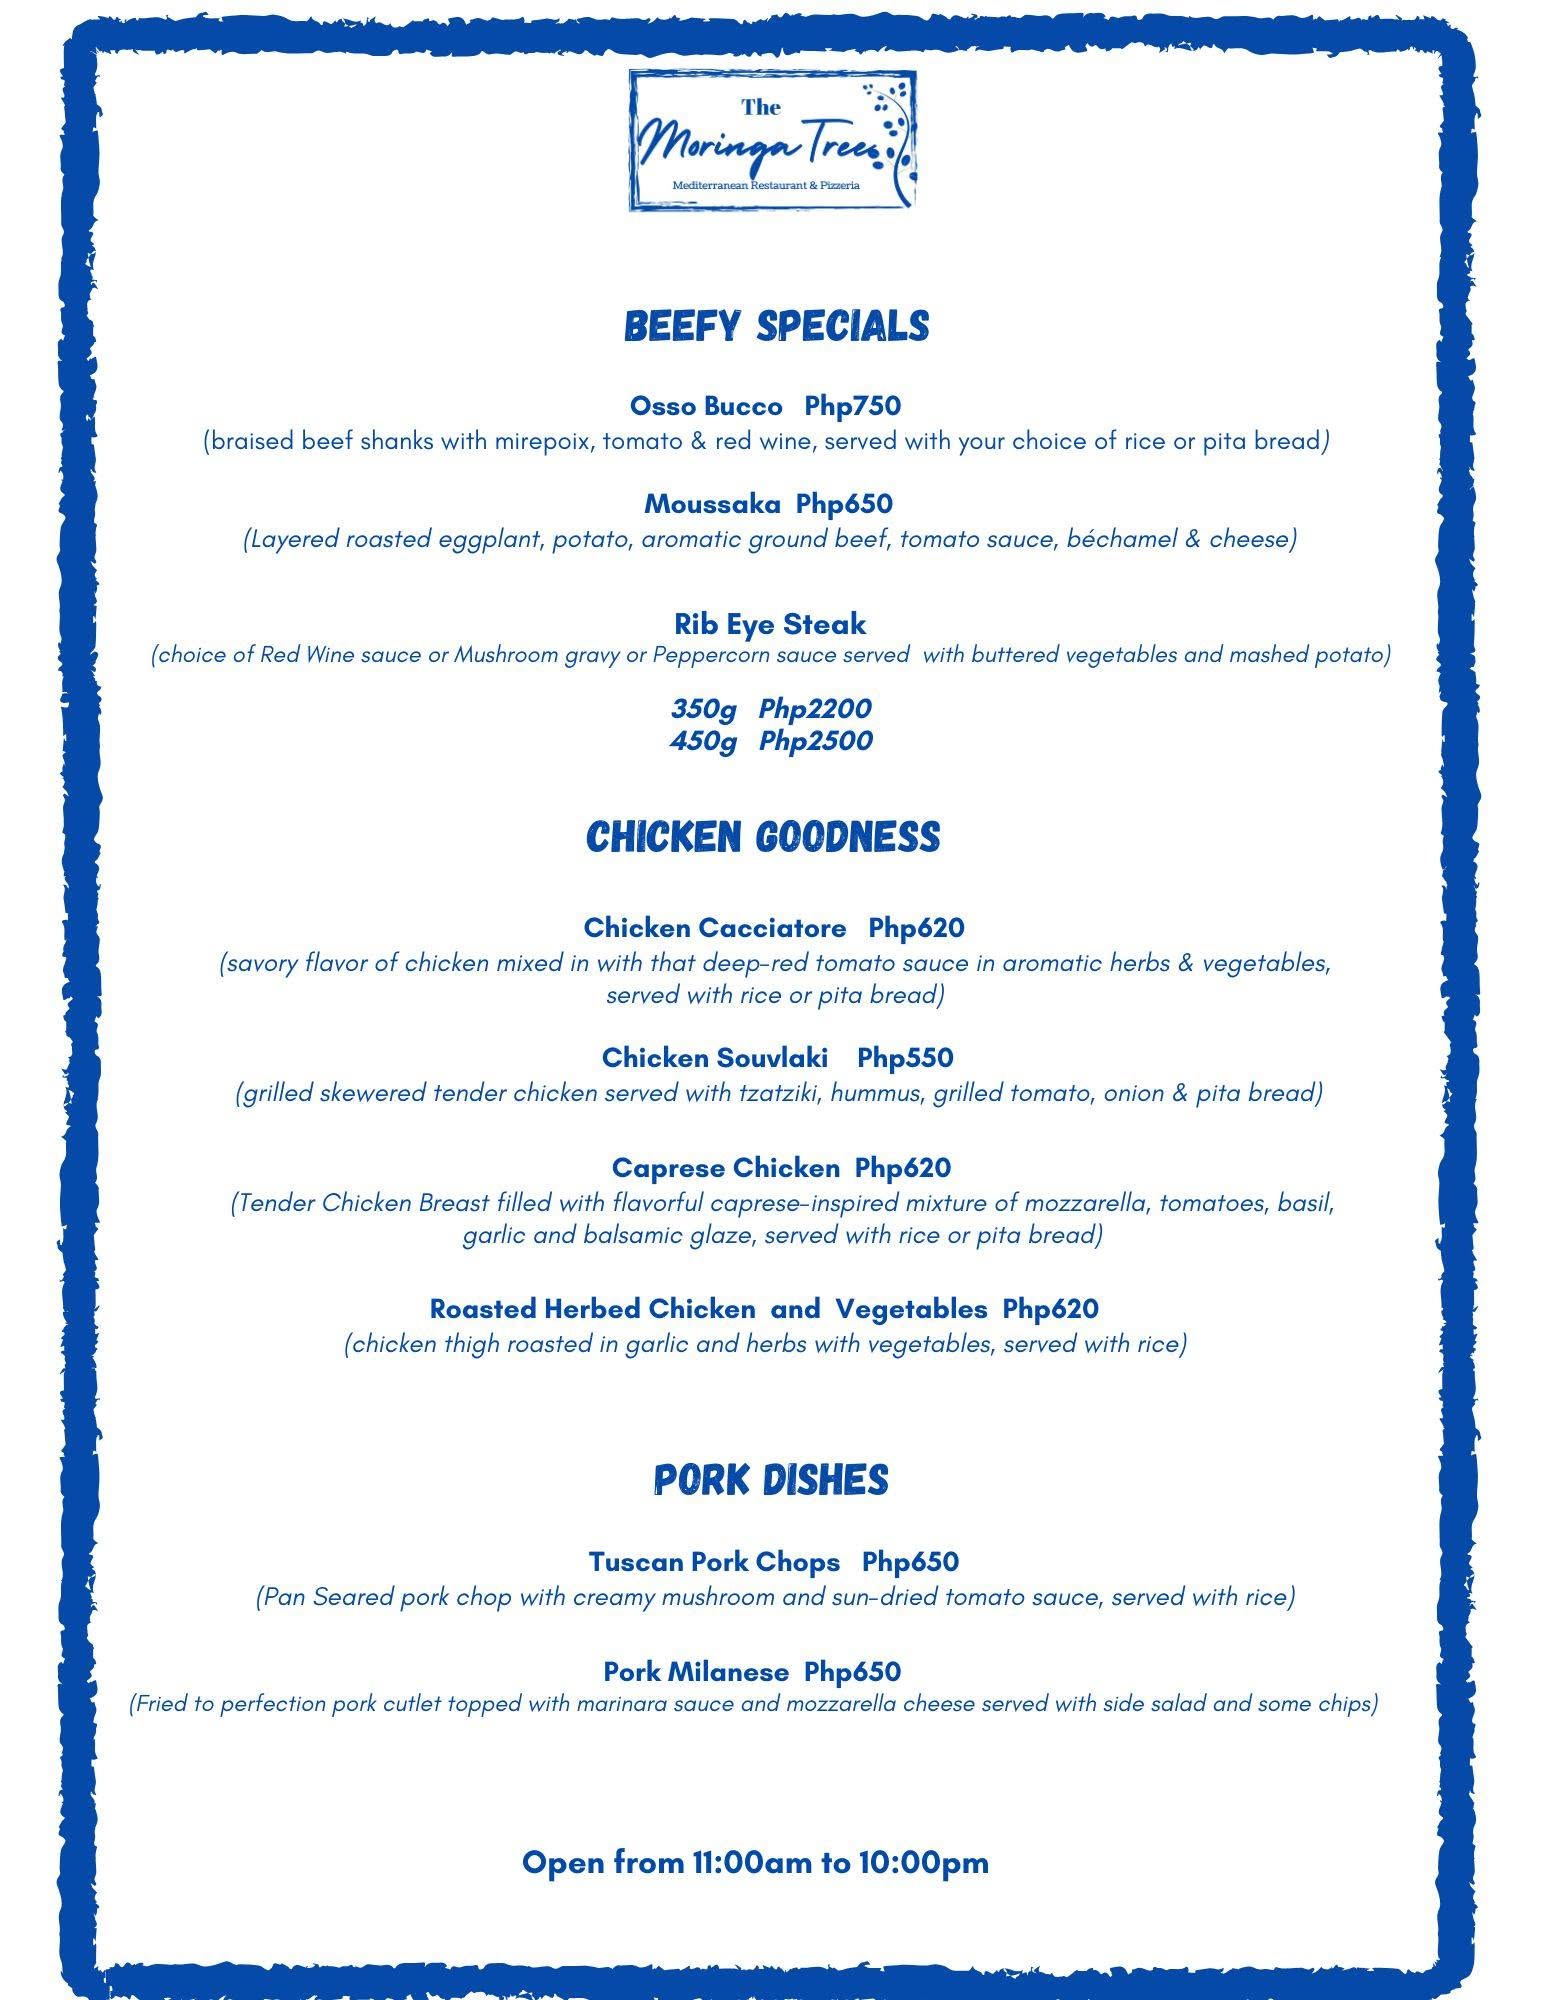 The
Moringa Tree
Mediterranean Restaurant & Pizzeria
BEEFY SPECIALS
Osso Bucco Php750
(braised beef shanks with mirepoix, tomato & red wine, served with your choice of rice or pita bread)
Moussaka Php650
(Layered roasted eggplant, potato, aromatic ground beef, tomato sauce, béchamel & cheese)
Rib Eye Steak
(choice of Red Wine sauce or Mushroom gravy or Peppercorn sauce served with buttered vegetables and mashed potato)
350g Php2200
450g Php2500
CHICKEN GOODNESS
Chicken Cacciatore Php620
(savory flavor of chicken mixed in with that deep-red tomato sauce in aromatic herbs & vegetables,
served with rice or pita bread)
Chicken Souvlaki Php550
(grilled skewered tender chicken served with tzatziki, hummus, grilled tomato, onion & pita bread)
Caprese Chicken Php620
(Tender Chicken Breast filled with flavorful caprese-inspired mixture of mozzarella, tomatoes, basil,
garlic and balsamic glaze, served with rice or pita bread)
Roasted Herbed Chicken and Vegetables Php620
(chicken thigh roasted in garlic and herbs with vegetables, served with rice)
PORK DISHES
Tuscan Pork Chops Php650
(Pan Seared pork chop with creamy mushroom and sun-dried tomato sauce, served with rice)
Pork Milanese Php650
(Fried to perfection pork cutlet topped with marinara sauce and mozzarella cheese served with side salad and some chips)
Open from 11:00am to 10:00pm